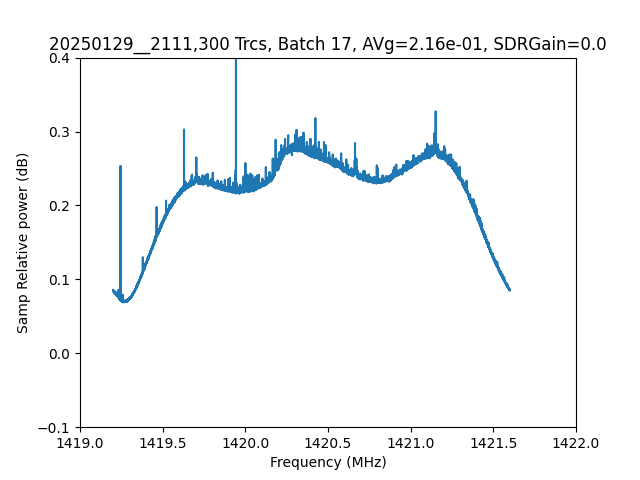 20250129__2111,300 Trcs, Batch 17, AVg=2.16e-01, SDRGain=0.0
0.4
0.3
0.2
0.1
0.0
−0.1
Samp Relative power (dB)
1419.0 1419.5 1420.0 1420.5 1421.0 1421.5 1422.0
Frequency (MHz)